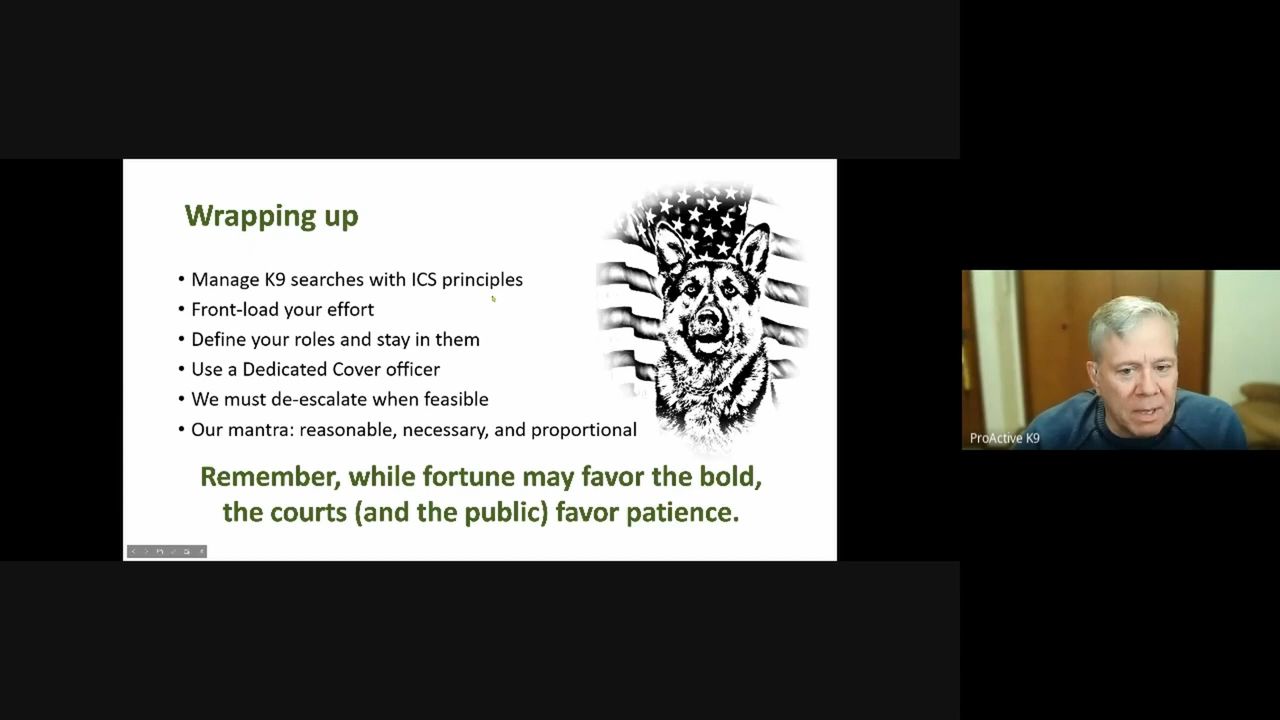 Wrapping up
• Manage K9 searches with ICS principles
• Front-load your effort
• Define your roles and stay in them
• Use a Dedicated Cover officer
• We must de-escalate when feasible
• Our mantra: reasonable, necessary, and proportional
Remember, while fortune may favor the bold,
the courts (and the public) favor patience.
ProActive K9